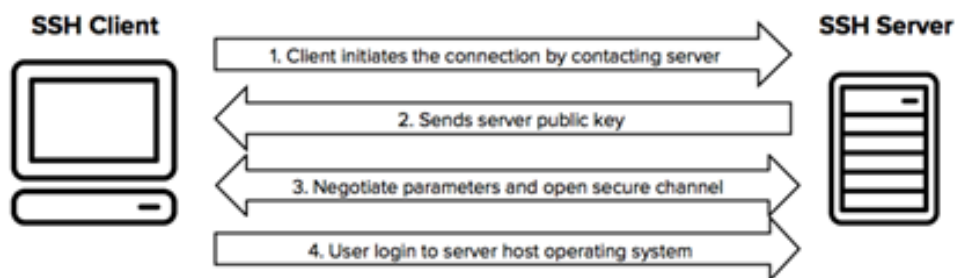 SSH Client
SSH Server
1. Client initiates the connection by contacting server
2. Sends server public key
3. Negotiate parameters and open secure channel
4. User login to server host operating system